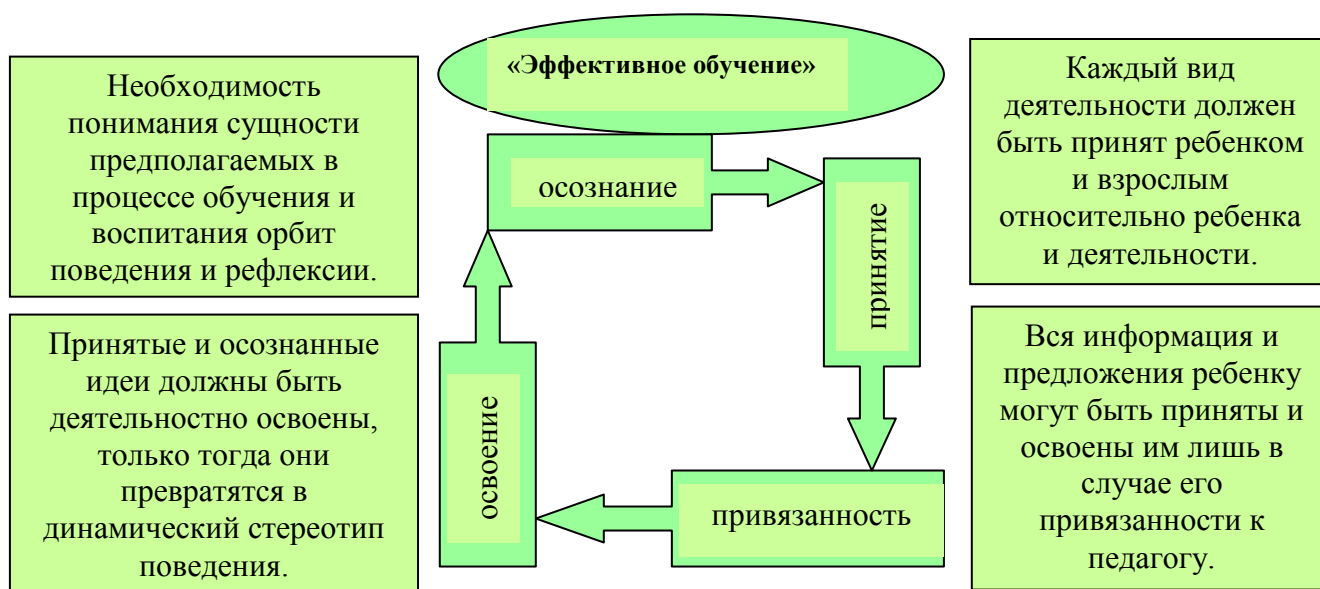 «Эффективное обучение»
Необходимость
понимания сущности
предполагаемых в
процессе обучения и
воспитания орбит
поведения и рефлексии.
Каждый вид
деятельности должен
быть принят ребенком
и взрослым
относительно ребенка
и деятельности.
осознание
принятие
Принятые и осознанные
идеи должны быть
деятельностно освоены,
только тогда они
превратятся в
динамический стереотип
поведения.
освоение
привязанность
Вся информация и
предложения ребенку
могут быть приняты и
освоены им лишь в
случае его
привязанности к
педагогу.